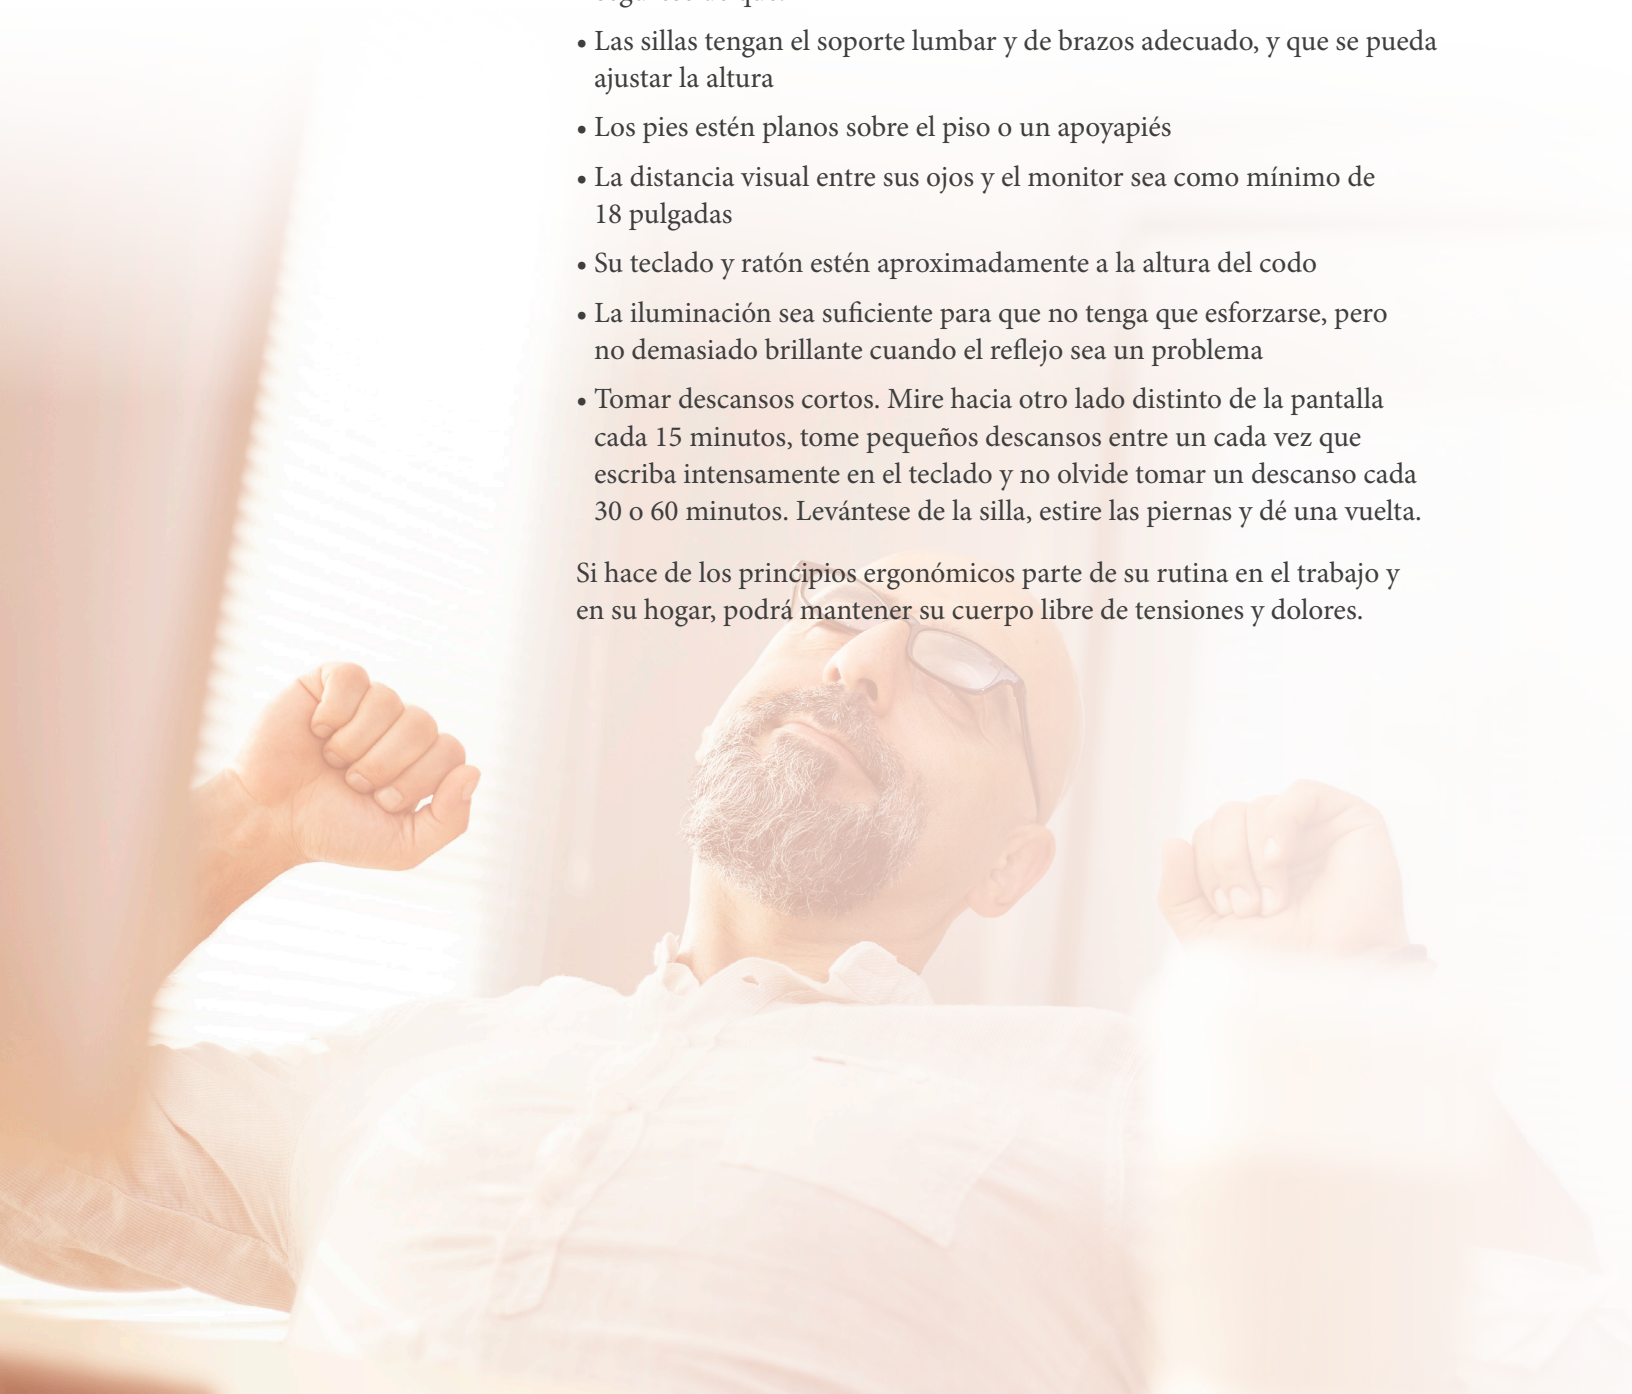 • Las sillas tengan el soporte lumbar y de brazos adecuado, y que se pueda
ajustar la altura
• Los pies estén planos sobre el piso o un apoyapiés
• La distancia visual entre sus ojos y el monitor sea como mínimo de
18 pulgadas
• Su teclado y ratón estén aproximadamente a la altura del codo
• La iluminación sea suficiente para que no tenga que esforzarse, pero
no demasiado brillante cuando el reflejo sea un problema
• Tomar descansos cortos. Mire hacia otro lado distinto de la pantalla
cada 15 minutos, tome pequeños descansos entre un cada vez que
escriba intensamente en el teclado y no olvide tomar un descanso cada
30 o 60 minutos. Levántese de la silla, estire las piernas y dé una vuelta.
Si hace de los principios ergonómicos parte de su rutina en el trabajo y
en su hogar, podrá mantener su cuerpo libre de tensiones y dolores.